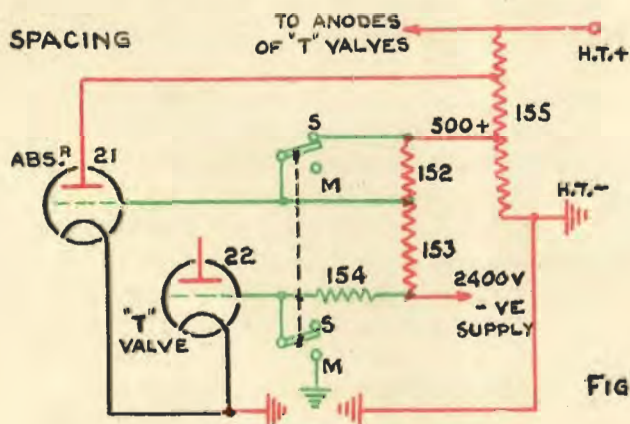 SPACING
TO ANODES
OF "T" VALVES
H.T.+
155
ABS.R 21
S
M
500+
152
153
H.T.-
22
"T"
VALVE
154
S
M
2400V
-VE
SUPPLY
FIG